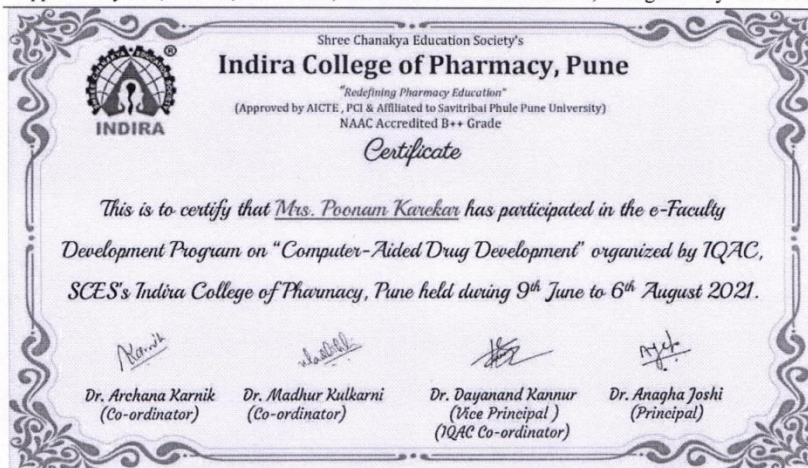 Shree Chanakya Education Society's
Indira College of Pharmacy, Pune
"Redefining Pharmacy Education"
(Approved by AICTE , PCI & Affiliated to Savitribai Phule Pune University)
NAAC Accredited B++ Grade
®
INDIRA
Certificate
This is to certify that Mrs. Poonam Karekar has participated in the e-Faculty
Development Program on "Computer-Aided Drug Development" organized by IQAC,
SCES's Indira College of Pharmacy, Pune held during 9th June to 6th August 2021.
Dr. Archana Karnik Dr. Madhur Kulkarni Dr. Dayanand Kannur Dr. Anagha Joshi
(Co-ordinator) (Co-ordinator) (Vice Principal ) (Principal)
(IQAC Co-ordinator)